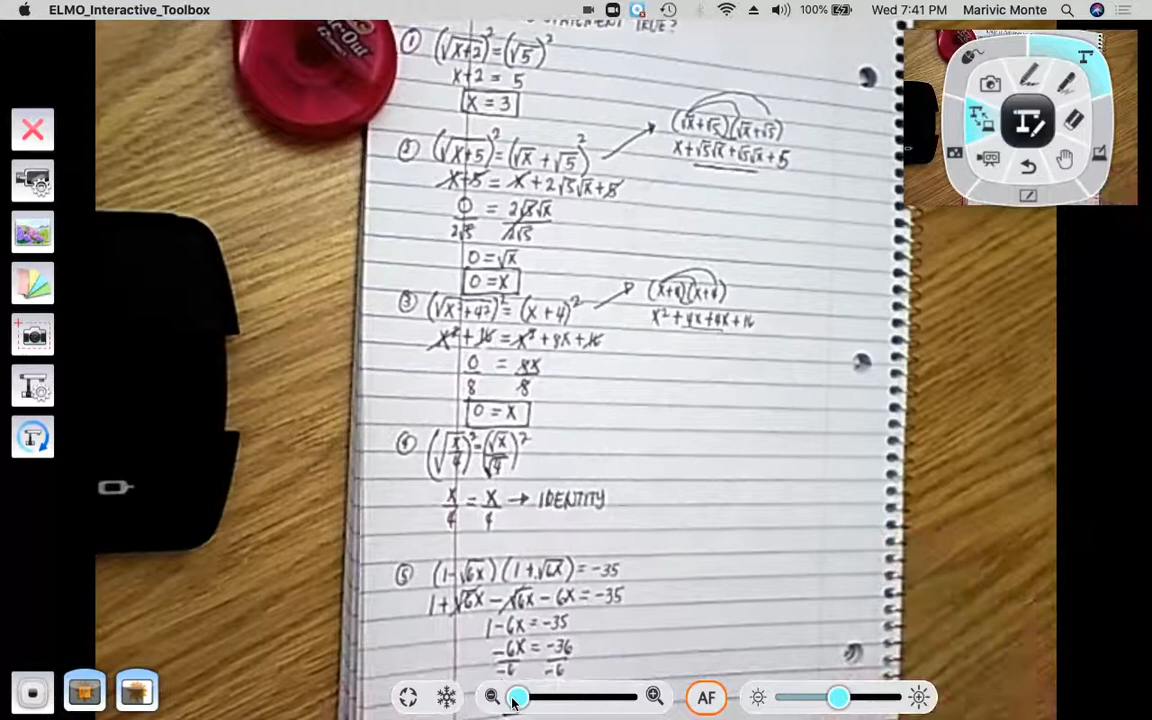 ELMO_Interactive_Toolbox
100% Wed 7:41 PM Marivic Monte
STATEMENT TRUE?
① (√x+2)² = (√5)²
x+2 = 5
x = 3
② (√x+5)² = (√x + √5)²
x+5 = x + 2√5√x + 5
0 = 2√5√x
2√5 2√5
0 = √x
0 = x
(√x+√5)(√x+√5)
x+√5√x+√5√x+5
③ (√x²+4²)² = (x+4)²
x²+16 = x²+8x+16
0 = 8x
8 8
0 = x
(x+4)(x+4)
x²+4x+4x+16
④ (√x/4)² = (√x/√4)²
x/4 = x/4 → IDENTITY
⑤ (1-√6x)(1+√6x) = -35
1+√6x-√6x-6x = -35
1-6x = -35
-6x = -36
-6 -6
AF